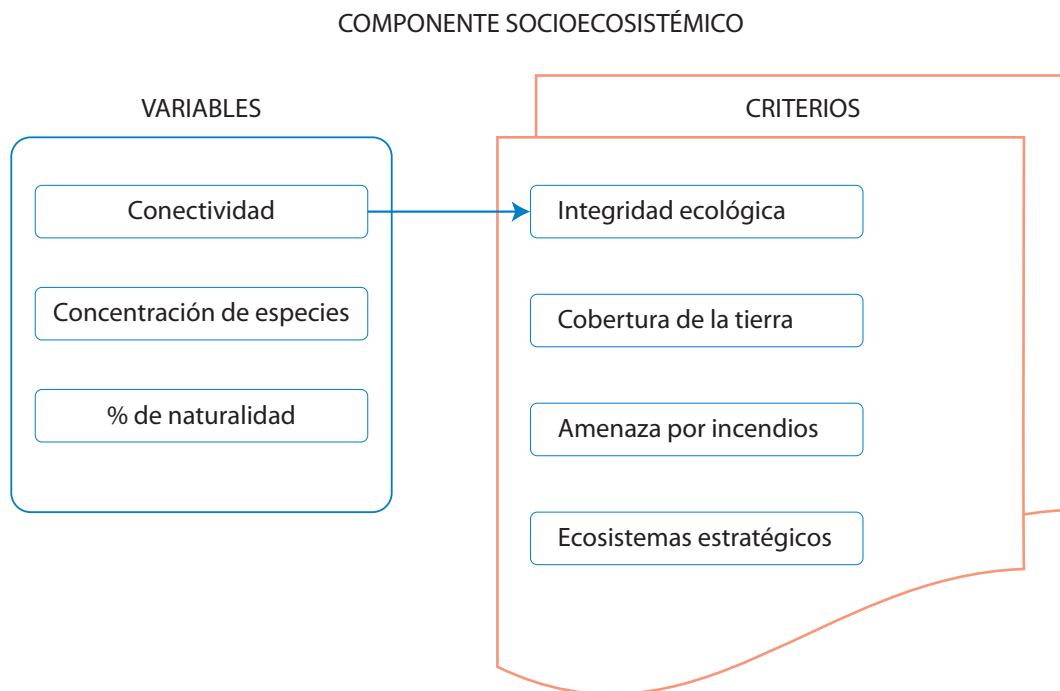 COMPONENTE SOCIOECOSISTÉMICO
VARIABLES
Conectividad
Concentración de especies
% de naturalidad
CRITERIOS
Integridad ecológica
Cobertura de la tierra
Amenaza por incendios
Ecosistemas estratégicos